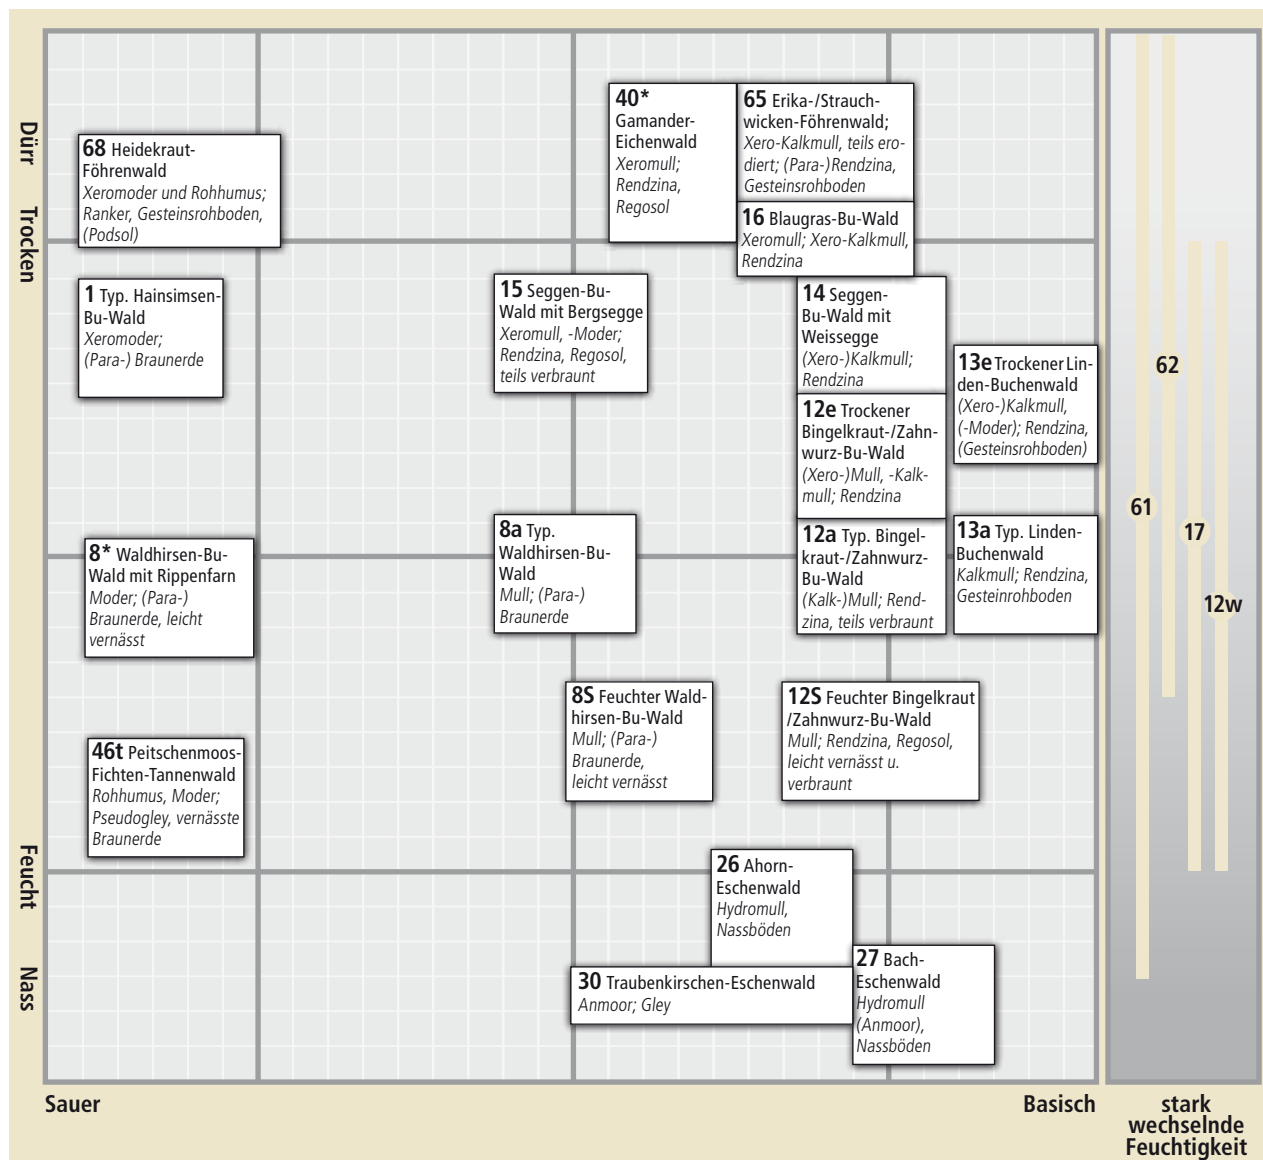 Dürr
Trocken
Feucht
Nass
40*
Gamander-
Eichenwald
Xeromull;
Rendzina,
Regosol
65 Erika-/Strauch-
wicken-Föhrenwald;
Xero-Kalkmull, teils ero-
diert; (Para-)Rendzina,
Gesteinsrohboden
68 Heidekraut-
Föhrenwald
Xeromoder und Rohhumus;
Ranker, Gesteinsrohboden,
(Podsol)
16 Blaugras-Bu-Wald
Xeromull; Xero-Kalkmull,
Rendzina
1 Typ. Hainsimsen-
Bu-Wald
Xeromoder;
(Para-) Braunerde
15 Seggen-Bu-
Wald mit Bergsegge
Xeromull, -Moder;
Rendzina, Regosol,
teils verbraunt
14 Seggen-
Bu-Wald mit
Weissegge
(Xero-)Kalkmull;
Rendzina
13e Trockener Lin-
den-Buchenwald
(Xero-)Kalkmull,
(-Moder); Rendzina,
(Gesteinsrohboden)
12e Trockener
Bingelkraut-/Zahn-
wurz-Bu-Wald
(Xero-)Mull, -Kalk-
mull; Rendzina
8* Waldhirsen-Bu-
Wald mit Rippenfarn
Moder; (Para-)
Braunerde, leicht
vernässt
8a Typ.
Waldhirsen-Bu-
Wald
Mull; (Para-)
Braunerde
12a Typ. Bingel-
kraut-/Zahnwurz-
Bu-Wald
(Kalk-)Mull; Rend-
zina, teils verbraunt
13a Typ. Linden-
Buchenwald
Kalkmull; Rendzina,
Gesteinrohboden
8S Feuchter Wald-
hirsen-Bu-Wald
Mull; (Para-)
Braunerde,
leicht vernässt
12S Feuchter Bingelkraut
/Zahnwurz-Bu-Wald
Mull; Rendzina, Regosol,
leicht vernässt u.
verbraunt
46t Peitschenmoos-
Fichten-Tannenwald
Rohhumus, Moder;
Pseudogley, vernässte
Braunerde
26 Ahorn-
Eschenwald
Hydromull,
Nassböden
30 Traubenkirschen-Eschenwald
Anmoor; Gley
27 Bach-
Eschenwald
Hydromull
(Anmoor),
Nassböden
62
61
17
12w
Sauer
Basisch
stark
wechselnde
Feuchtigkeit